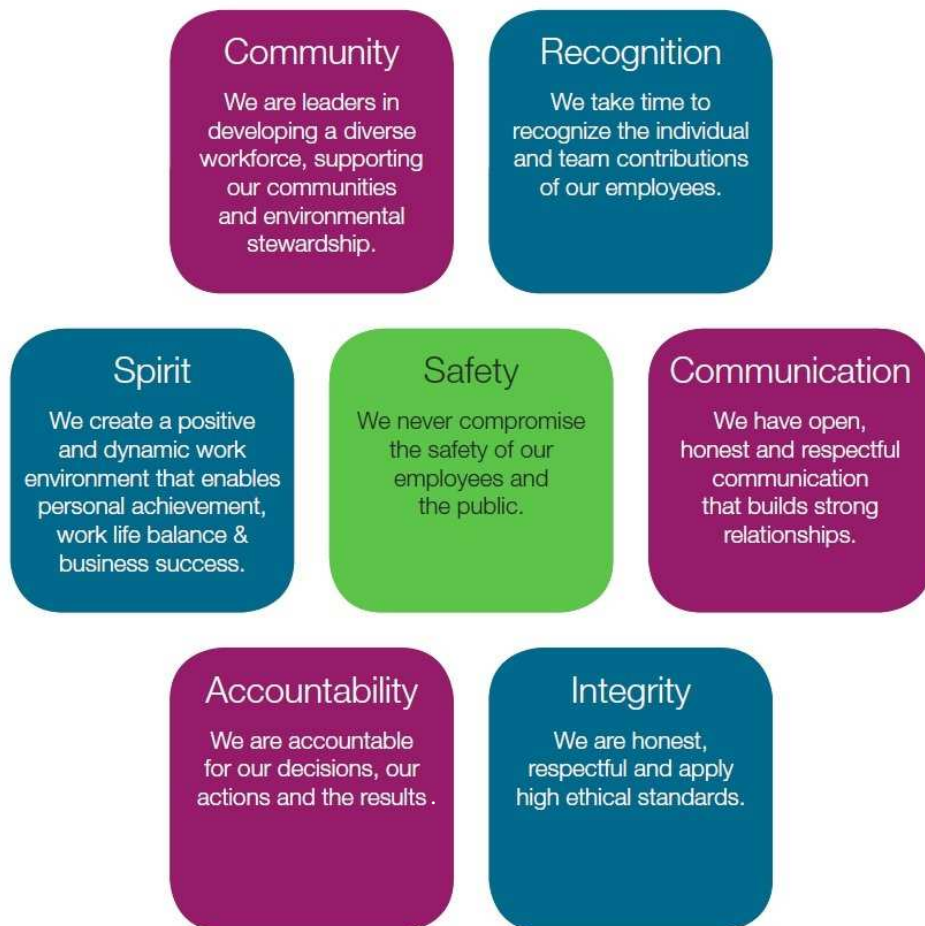 Community
We are leaders in
developing a diverse
workforce, supporting
our communities
and environmental
stewardship.
Recognition
We take time to
recognize the individual
and team contributions
of our employees.
Spirit
We create a positive
and dynamic work
environment that enables
personal achievement,
work life balance &
business success.
Safety
We never compromise
the safety of our
employees and
the public.
Communication
We have open,
honest and respectful
communication
that builds strong
relationships.
Accountability
We are accountable
for our decisions, our
actions and the results .
Integrity
We are honest,
respectful and apply
high ethical standards.